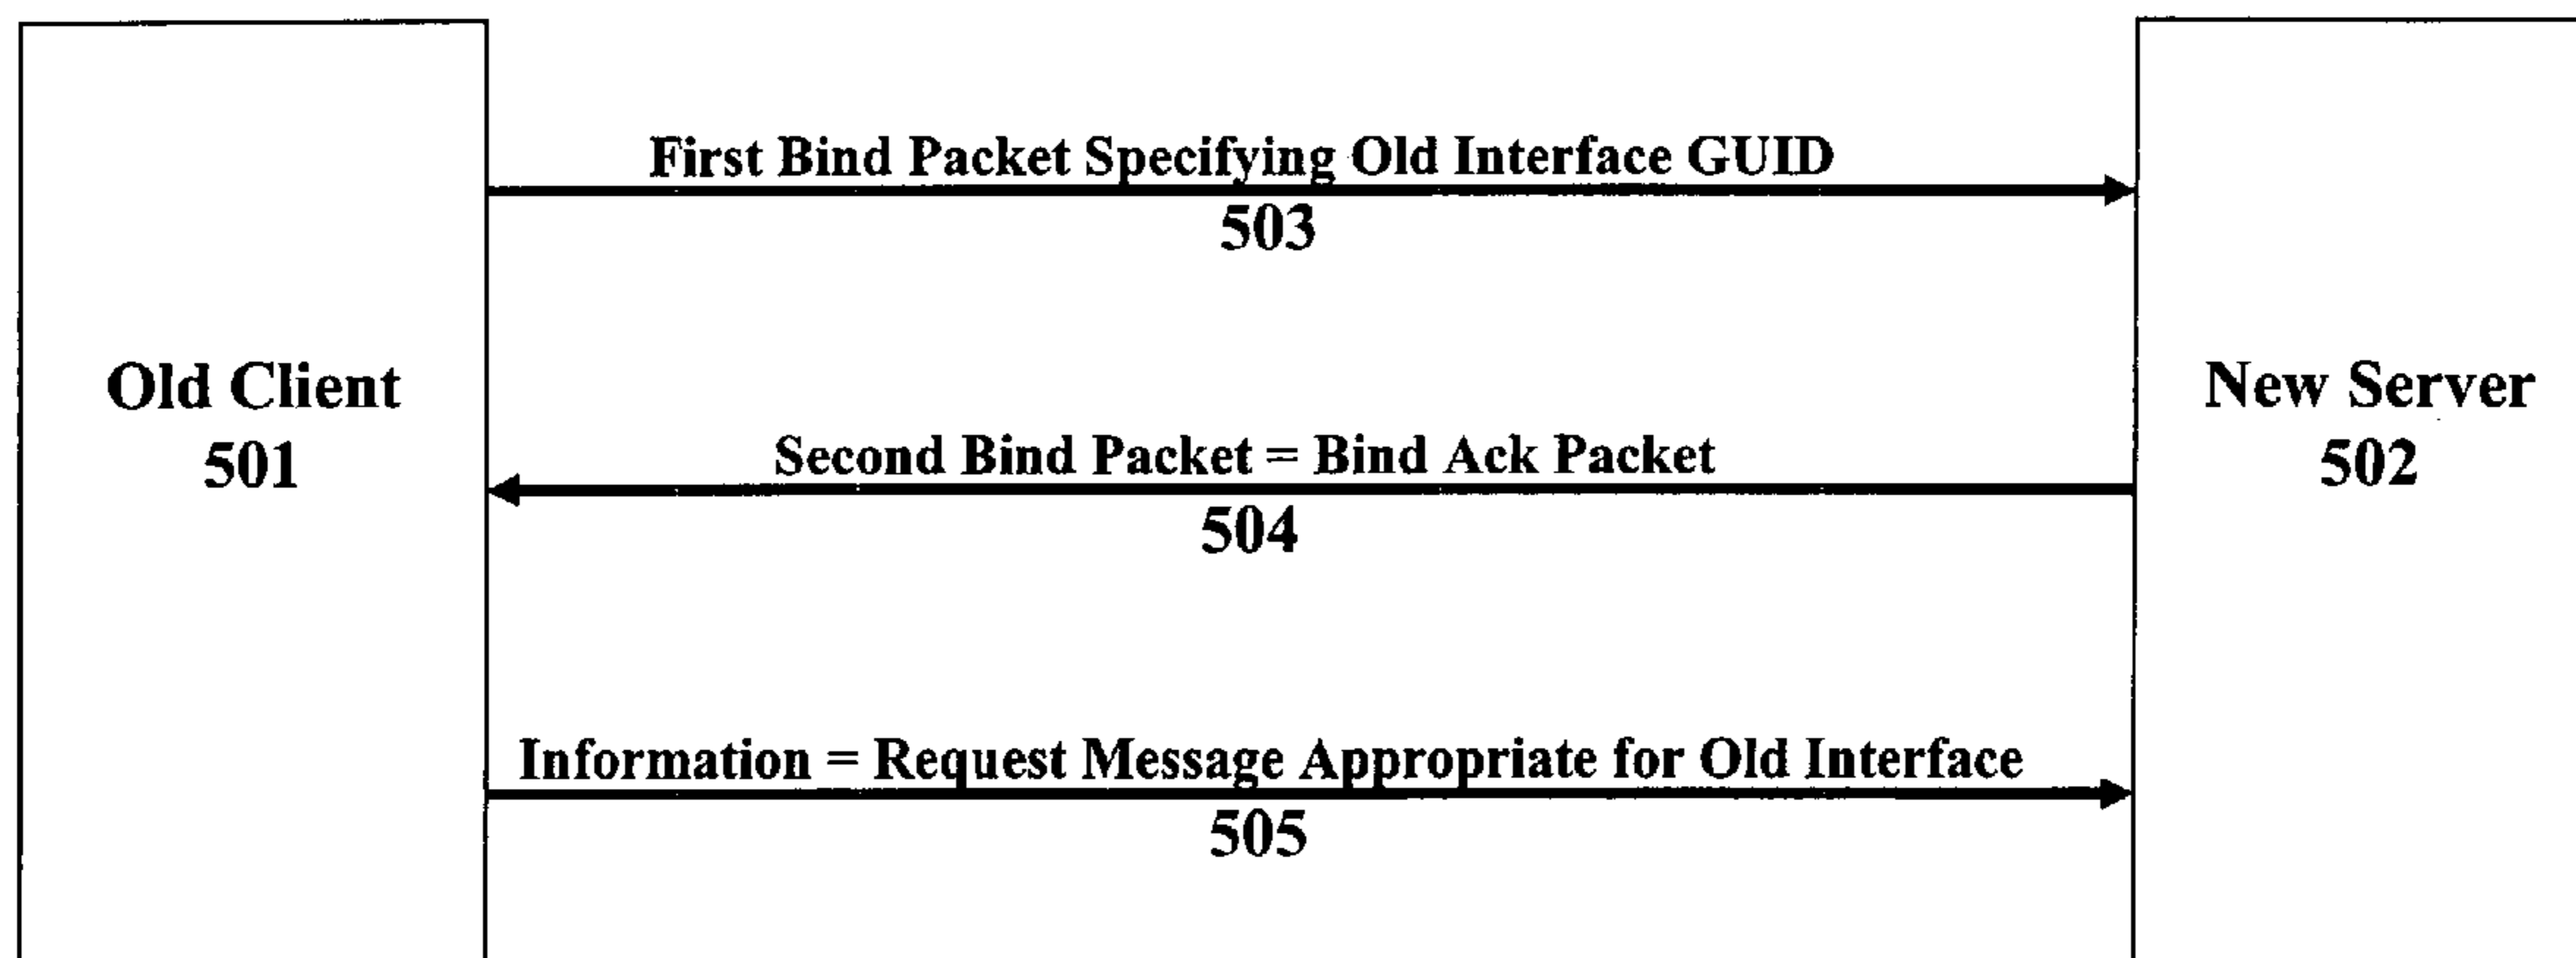 First Bind Packet Specifying Old Interface GUID
503
Old Client
501
New Server
502
Second Bind Packet = Bind Ack Packet
504
Information = Request Message Appropriate for Old Interface
505